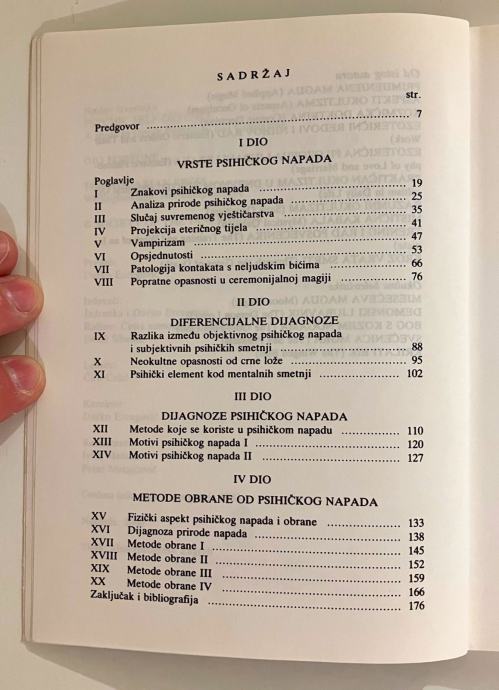 SADRŽAJ
str.
Predgovor ........ 7
I DIO
VRSTE PSIHIČKOG NAPADA
Poglavlje
I Znakovi psihičkog napada ........ 19
II Analiza prirode psihičkog napada ........ 25
III Slučaj suvremenog vještičarstva ........ 35
IV Projekcija eteričnog tijela ........ 41
V Vampirizam ........ 47
VI Opsjednutosti ........ 53
VII Patologija kontakata s neljudskim bićima ........ 66
VIII Popratne opasnosti u ceremonijalnoj magiji ........ 76
II DIO
DIFERENCIJALNE DIJAGNOZE
IX Razlika između objektivnog psihičkog napada
i subjektivnih psihičkih smetnji ........ 88
X Neokultne opasnosti od crne lože ........ 95
XI Psihički element kod mentalnih smetnji ........ 102
III DIO
DIJAGNOZE PSIHIČKOG NAPADA
XII Metode koje se koriste u psihičkom napadu ........ 110
XIII Motivi psihičkog napada I ........ 120
XIV Motivi psihičkog napada II ........ 127
IV DIO
METODE OBRANE OD PSIHIČKOG NAPADA
XV Fizički aspekt psihičkog napada i obrane ........ 133
XVI Dijagnoza prirode napada ........ 138
XVII Metode obrane I ........ 145
XVIII Metode obrane II ........ 152
XIX Metode obrane III ........ 159
XX Metode obrane IV ........ 166
Zaključak i bibliografija ........ 176